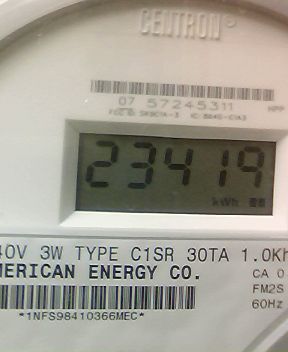 CENTRON®
07 57245311
HPP
23419
kWh
40V 3W TYPE C1SR 30TA 1.0Kh
MERICAN ENERGY CO.
CA 0
FM2S
60Hz
*1NFS98410366MEC*